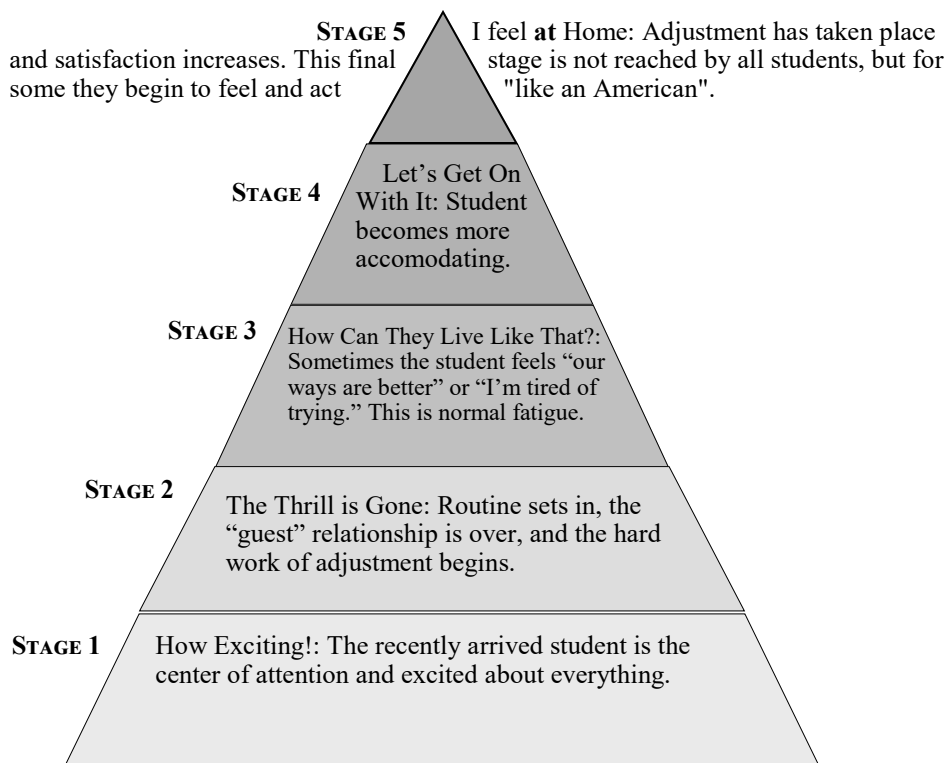 STAGE 5 I feel at Home: Adjustment has taken place
and satisfaction increases. This final stage is not reached by all students, but for
some they begin to feel and act "like an American".
STAGE 4
Let’s Get On
With It: Student
becomes more
accomodating.
STAGE 3
How Can They Live Like That?:
Sometimes the student feels “our
ways are better” or “I’m tired of
trying.” This is normal fatigue.
STAGE 2
The Thrill is Gone: Routine sets in, the
“guest” relationship is over, and the hard
work of adjustment begins.
STAGE 1
How Exciting!: The recently arrived student is the
center of attention and excited about everything.